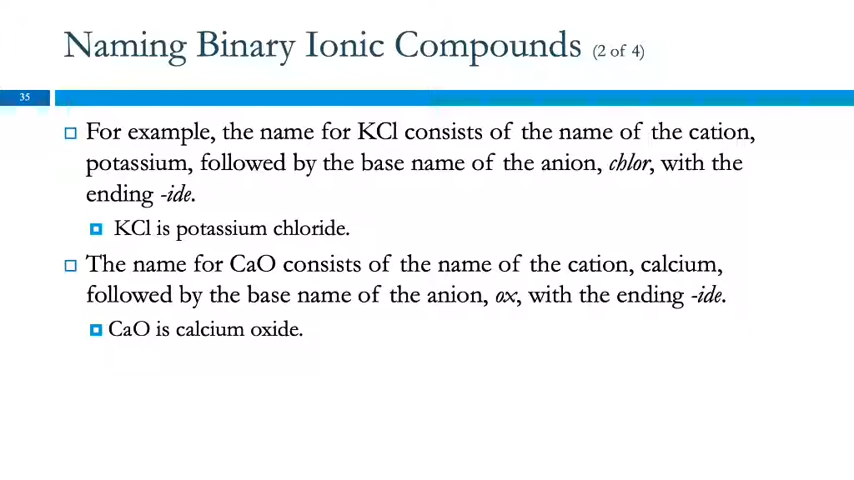 Naming Binary Ionic Compounds (2 of 4)
35
For example, the name for KCl consists of the name of the cation,
potassium, followed by the base name of the anion, chlor, with the
ending -ide.
KCl is potassium chloride.
The name for CaO consists of the name of the cation, calcium,
followed by the base name of the anion, ox, with the ending -ide.
CaO is calcium oxide.